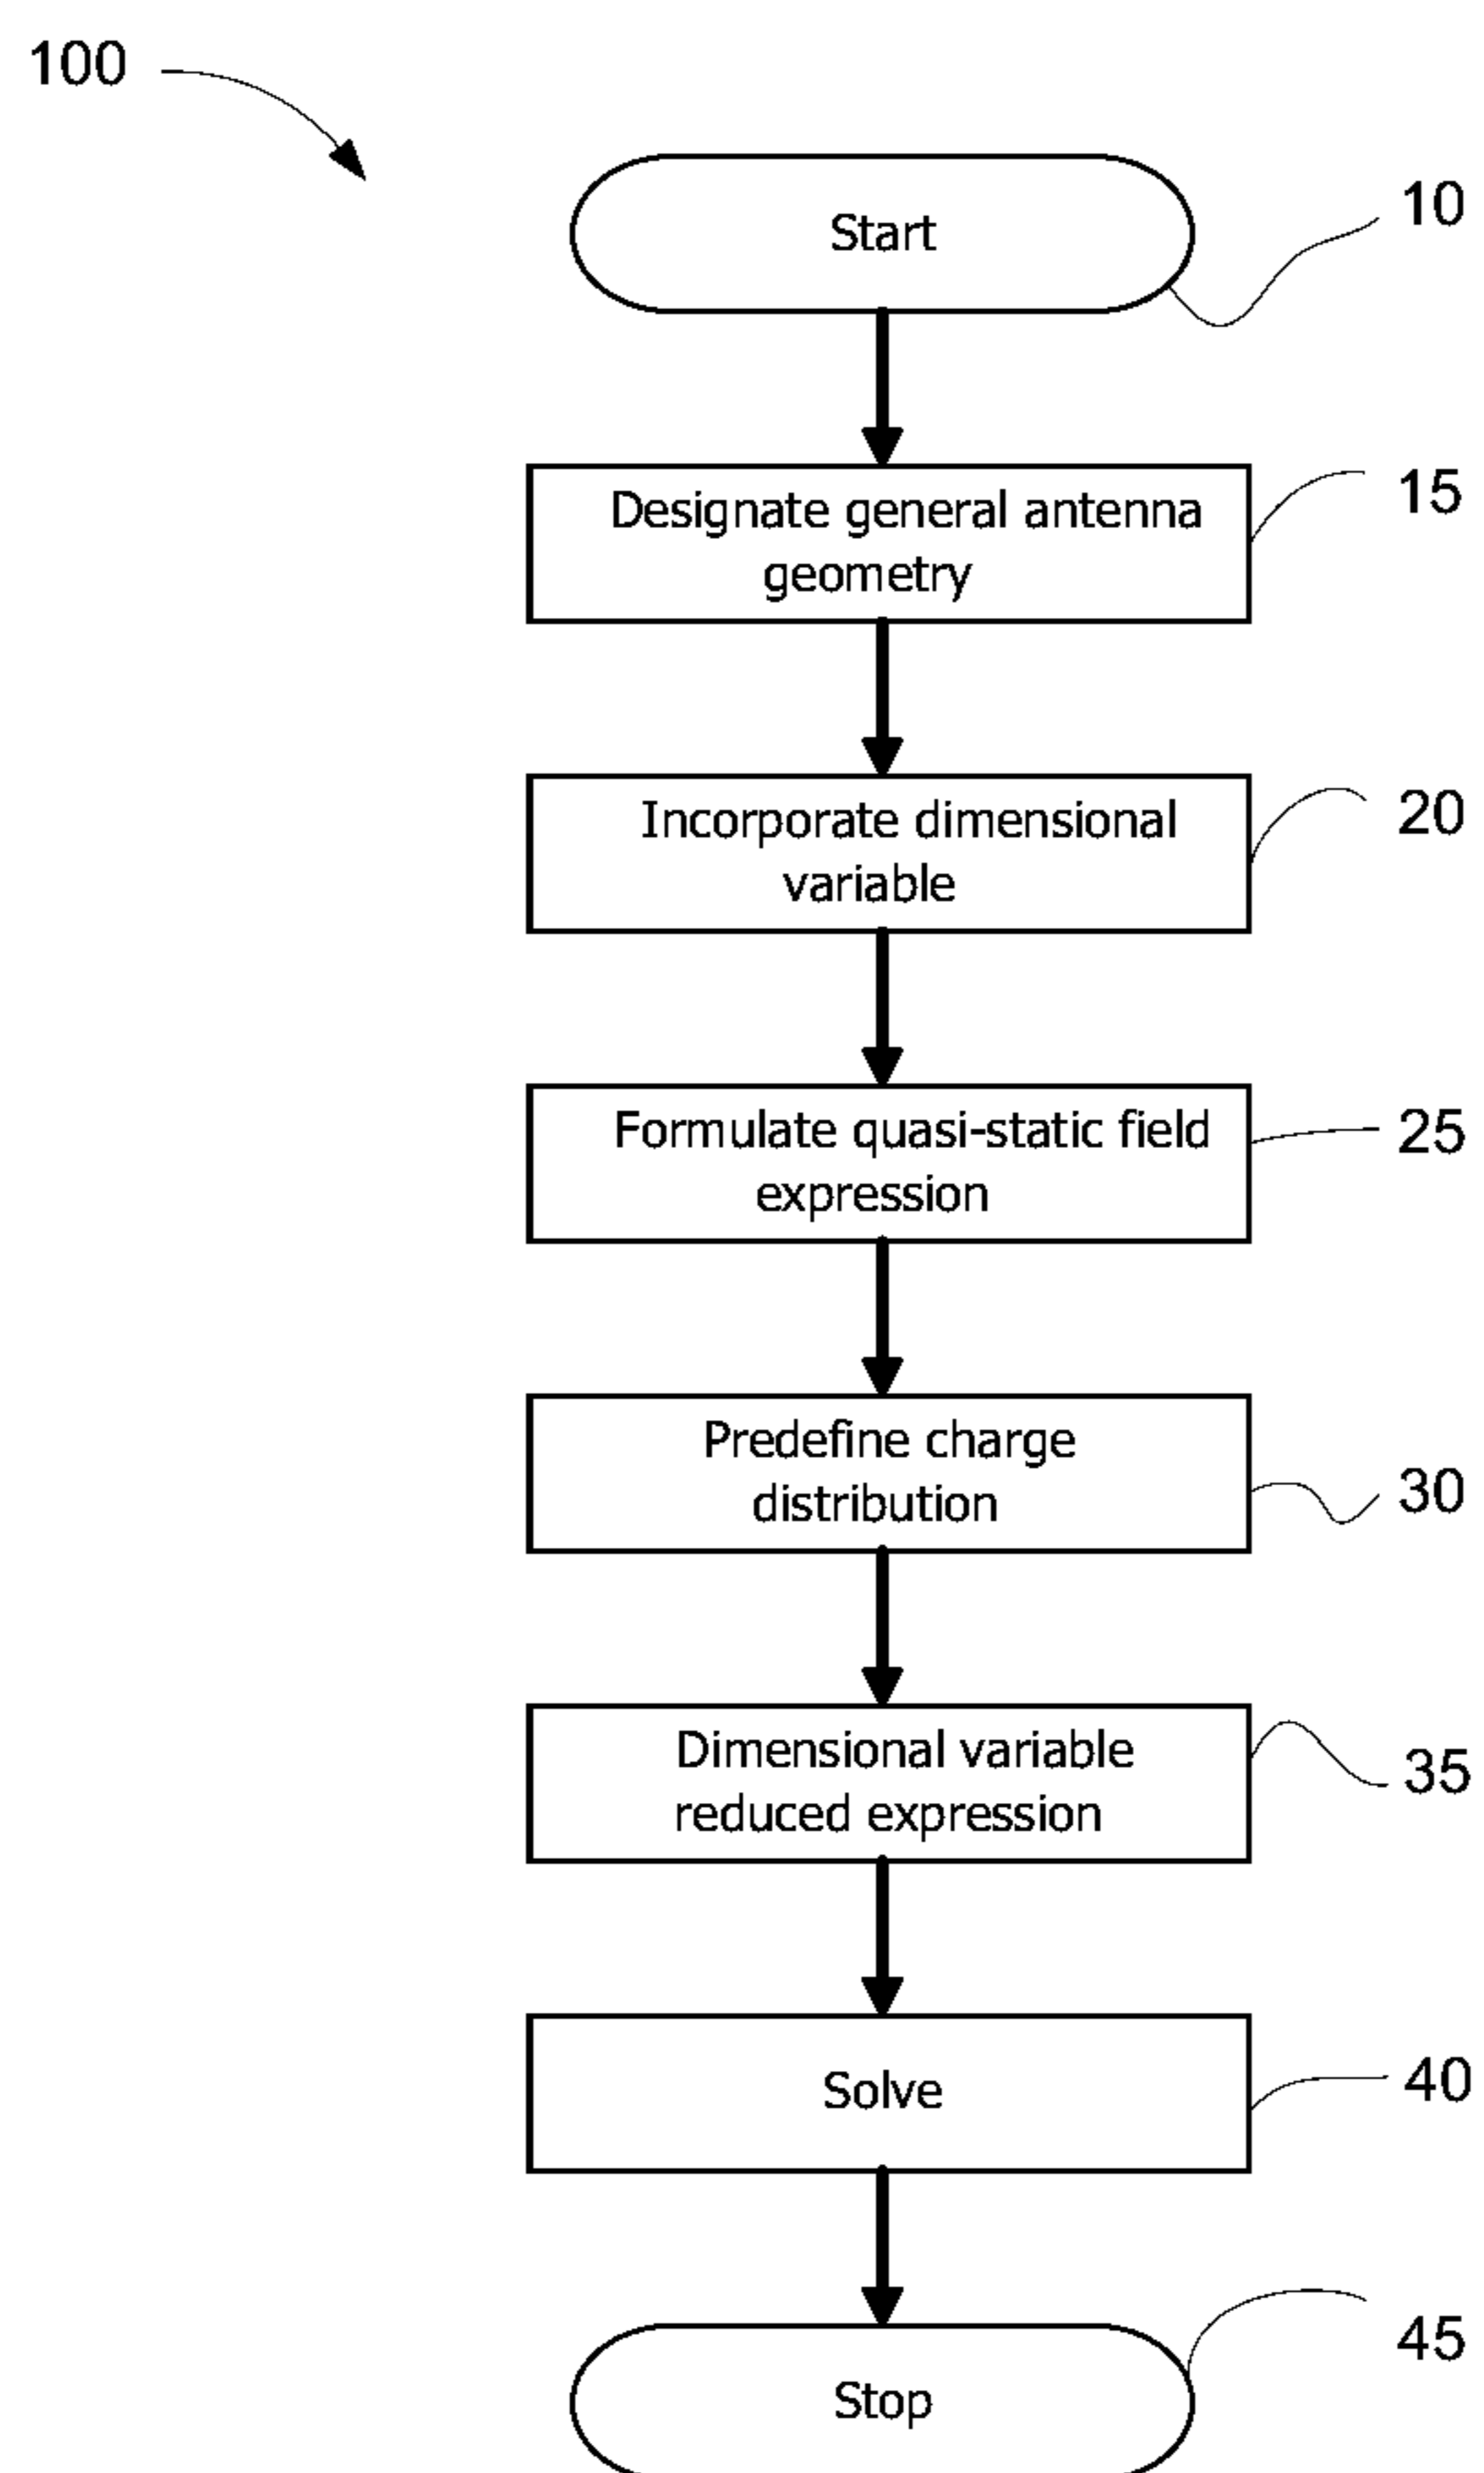 100
Start
10
Designate general antenna
geometry
15
Incorporate dimensional
variable
20
Formulate quasi-static field
expression
25
Predefine charge
distribution
30
Dimensional variable
reduced expression
35
Solve
40
Stop
45